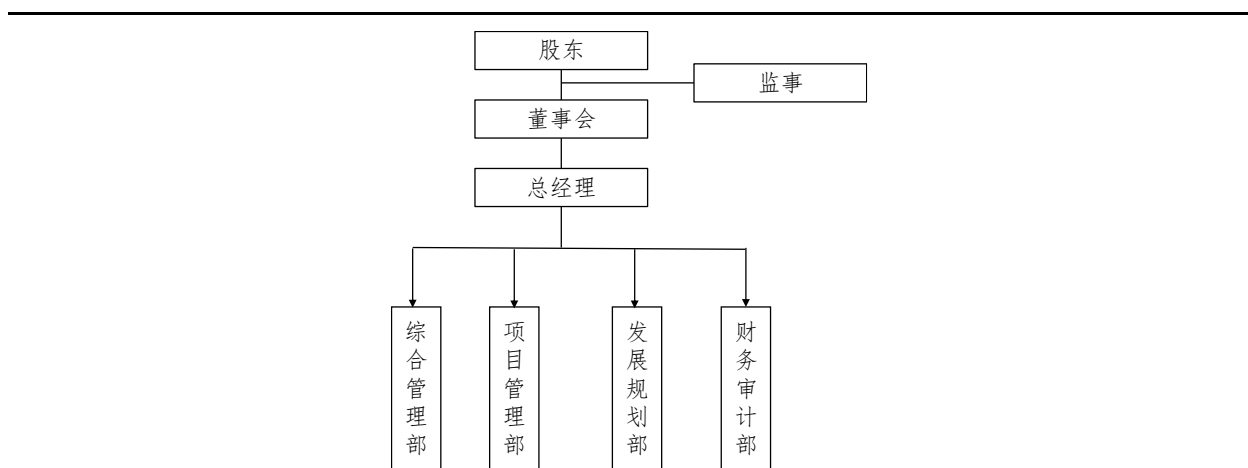 股东
监事
董事会
总经理
综合管理部
项目管理部
发展规划部
财务审计部